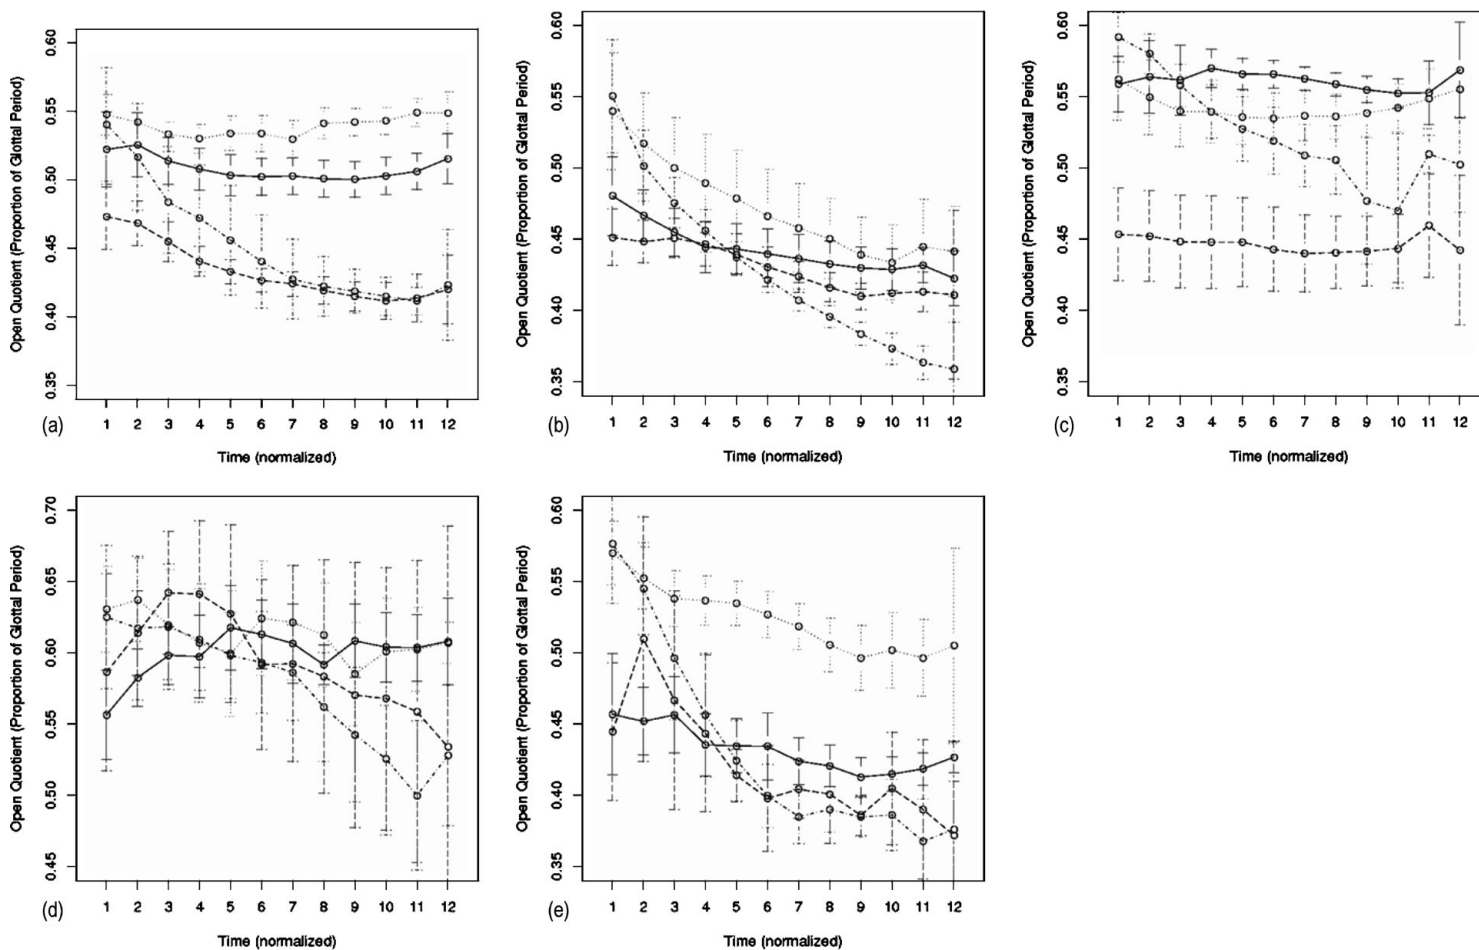 Open Quotient (Proportion of Glottal Period)
0.60
0.55
0.50
0.45
0.40
0.35
1 2 3 4 5 6 7 8 9 10 11 12
(a)
Time (normalized)
Open Quotient (Proportion of Glottal Period)
0.60
0.55
0.50
0.45
0.40
0.35
1 2 3 4 5 6 7 8 9 10 11 12
(b)
Time (normalized)
Open Quotient (Proportion of Glottal Period)
0.60
0.55
0.50
0.45
0.40
0.35
1 2 3 4 5 6 7 8 9 10 11 12
(c)
Time (normalized)
Open Quotient (Proportion of Glottal Period)
0.70
0.65
0.60
0.55
0.50
0.45
1 2 3 4 5 6 7 8 9 10 11 12
(d)
Time (normalized)
Open Quotient (Proportion of Glottal Period)
0.60
0.55
0.50
0.45
0.40
0.35
1 2 3 4 5 6 7 8 9 10 11 12
(e)
Time (normalized)